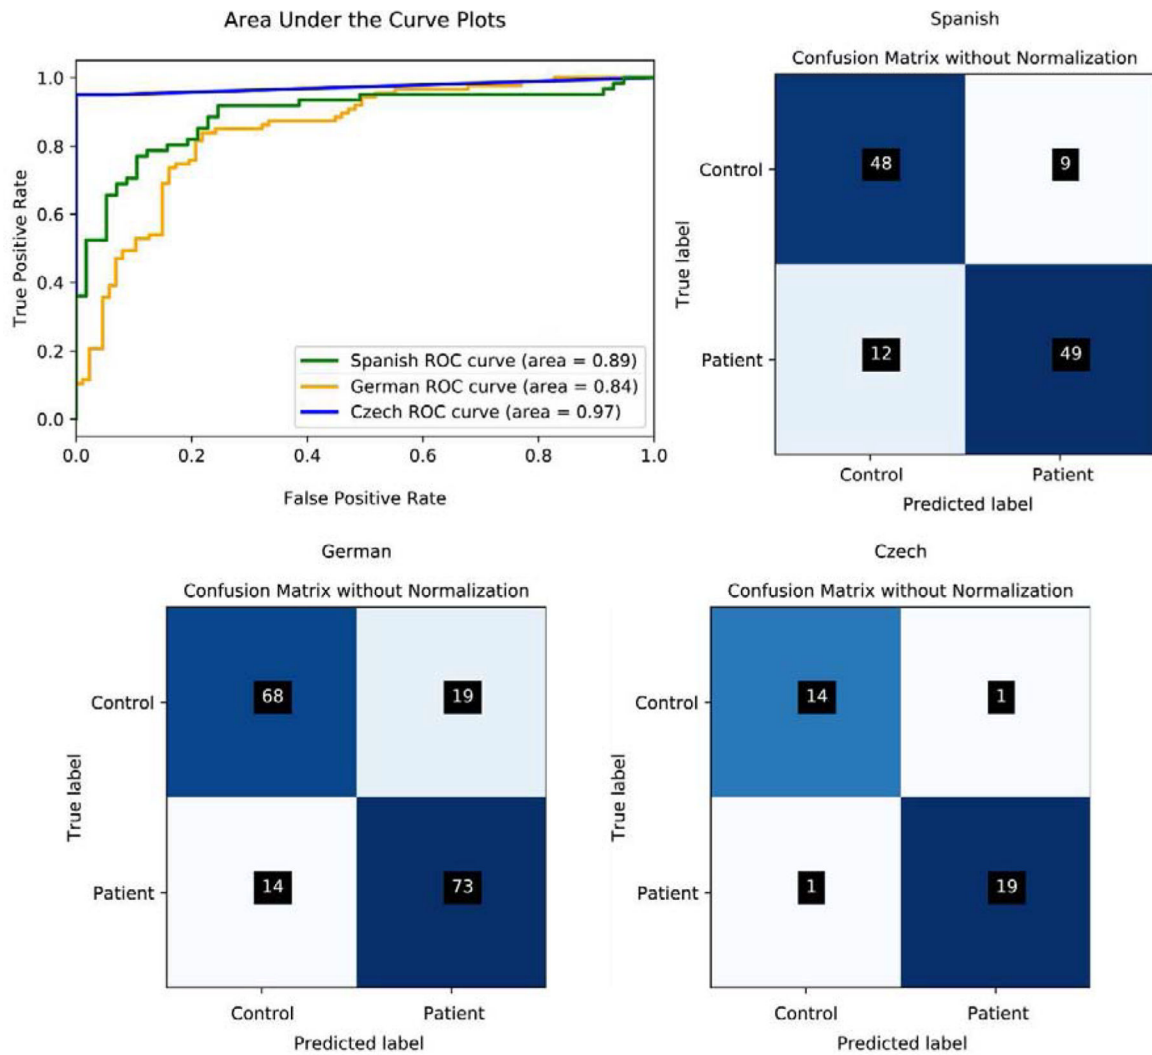 Area Under the Curve Plots
1.0
0.8
0.6
0.4
0.2
0.0
True Positive Rate
0.0 0.2 0.4 0.6 0.8 1.0
False Positive Rate
Spanish ROC curve (area = 0.89)
German ROC curve (area = 0.84)
Czech ROC curve (area = 0.97)
Spanish
Confusion Matrix without Normalization
Control 48 9
Patient 12 49
True label
Control Patient
Predicted label
German
Confusion Matrix without Normalization
Control 68 19
Patient 14 73
True label
Control Patient
Predicted label
Czech
Confusion Matrix without Normalization
Control 14 1
Patient 1 19
True label
Control Patient
Predicted label